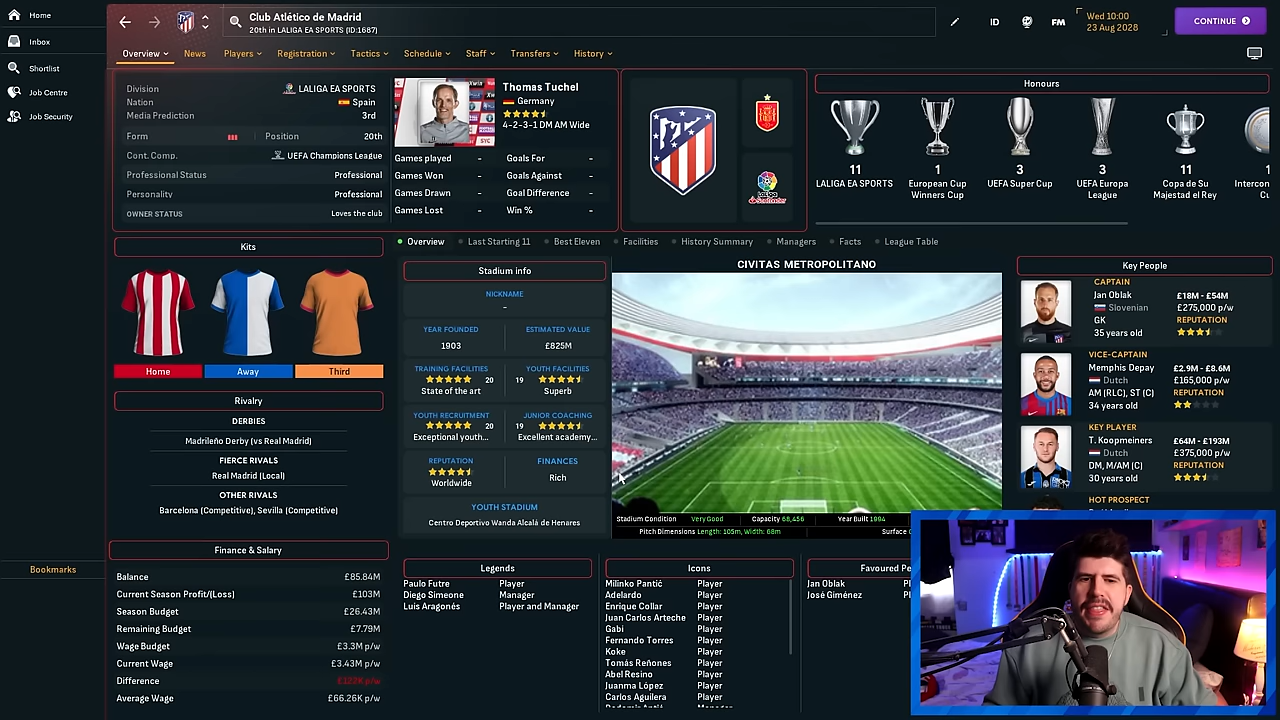 Home
Inbox
Shortlist
Job Centre
Job Security
Bookmarks
Club Atlético de Madrid
20th in LALIGA EA SPORTS (ID:1687)
ID
FM
Wed 10:00
23 Aug 2028
CONTINUE
Overview
News
Players
Registration
Tactics
Schedule
Staff
Transfers
History
Division LALIGA EA SPORTS
Nation Spain
Media Prediction 3rd
Form Position 20th
Cont. Comp. UEFA Champions League
Professional Status Professional
Personality Professional
OWNER STATUS Loves the club
Thomas Tuchel
Germany
4-2-3-1 DM AM Wide
Games played - Goals For -
Games Won - Goals Against -
Games Drawn - Goal Difference -
Games Lost - Win % -
Honours
11
LALIGA EA SPORTS
1
European Cup
Winners Cup
3
UEFA Super Cup
3
UEFA Europa
League
11
Copa de Su
Majestad el Rey
Kits
Home
Away
Third
Rivalry
DERBIES
Madrileño Derby (vs Real Madrid)
FIERCE RIVALS
Real Madrid (Local)
OTHER RIVALS
Barcelona (Competitive), Sevilla (Competitive)
Finance & Salary
Balance £85.84M
Current Season Profit/(Loss) £103M
Season Budget £26.43M
Remaining Budget £7.79M
Wage Budget £3.3M p/w
Current Wage £3.43M p/w
Difference
Average Wage £66.26K p/w
Overview
Last Starting 11
Best Eleven
Facilities
History Summary
Managers
Facts
League Table
Stadium info
NICKNAME
-
YEAR FOUNDED
1903
ESTIMATED VALUE
£825M
TRAINING FACILITIES
20
State of the art
YOUTH FACILITIES
19
Superb
YOUTH RECRUITMENT
20
Exceptional youth...
JUNIOR COACHING
19
Excellent academy...
REPUTATION
Worldwide
FINANCES
Rich
YOUTH STADIUM
Centro Deportivo Wanda Alcalá de Henares
CIVITAS METROPOLITANO
Stadium Condition Very Good Capacity 68,456 Year Built 1994
Pitch Dimensions Length: 105m, Width: 68m Surface
Key People
CAPTAIN
Jan Oblak £18M - £54M
Slovenian £275,000 p/w
GK REPUTATION
35 years old
VICE-CAPTAIN
Memphis Depay £2.9M - £8.6M
Dutch £165,000 p/w
AM (RLC), ST (C) REPUTATION
34 years old
KEY PLAYER
T. Koopmeiners £64M - £193M
Dutch £375,000 p/w
DM, M/AM (C) REPUTATION
30 years old
HOT PROSPECT
Legends
Paulo Futre Player
Diego Simeone Manager
Luis Aragonés Player and Manager
Icons
Milinko Pantić Player
Adelardo Player
Enrique Collar Player
Juan Carlos Arteche Player
Gabi Player
Fernando Torres Player
Koke Player
Tomás Reñones Player
Abel Resino Player
Juanma López Player
Carlos Aguilera Player
Favoured Pe
Jan Oblak
José Giménez